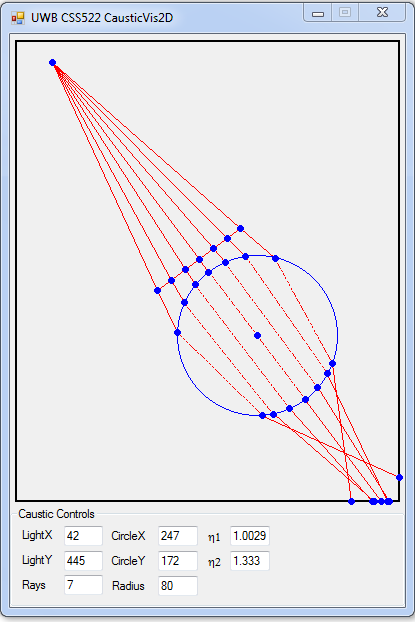 UWB CSS522 CausticVis2D
Caustic Controls
LightX 42 CircleX 247 η1 1.0029
LightY 445 CircleY 172 η2 1.333
Rays 7 Radius 80